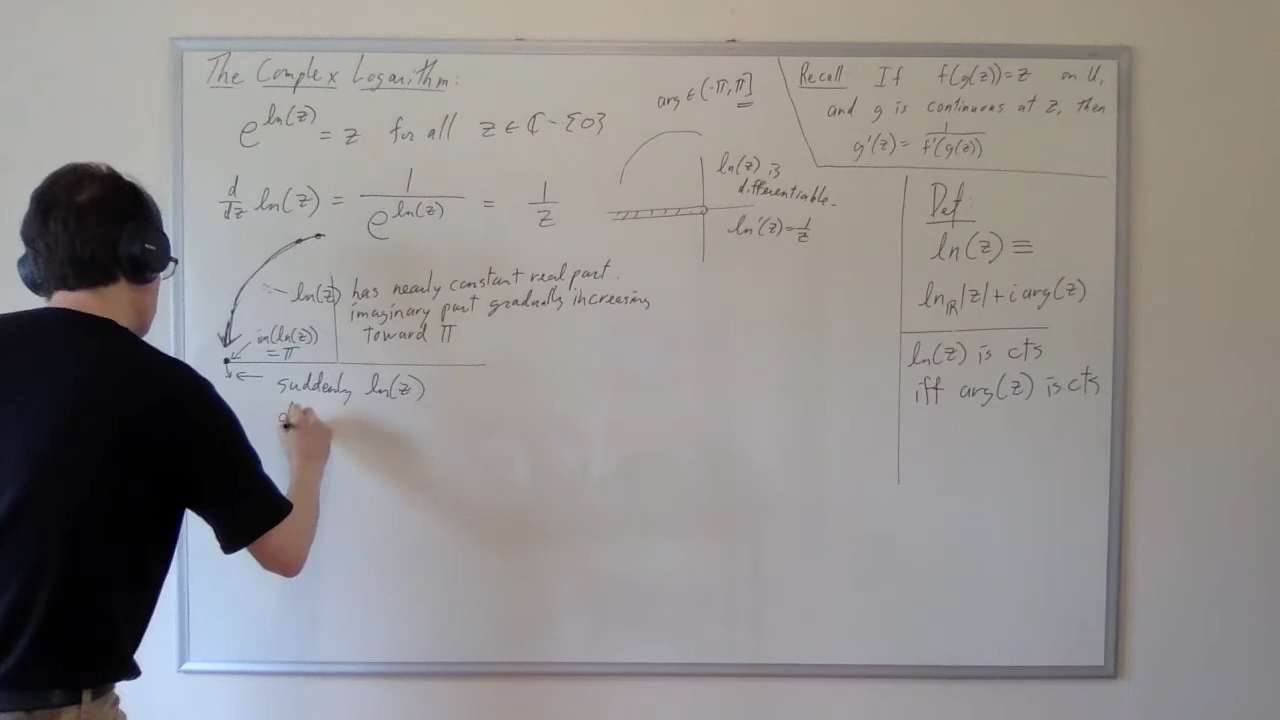 The Complex Logarithm:
e^{ln(z)} = z for all z ∈ ℂ - {0}
d/dz ln(z) = 1/e^{ln(z)} = 1/z
arg ∈ (-π, π]
ln(z) is
differentiable.
ln'(z) = 1/z
Recall If f(g(z)) = z on U,
and g is continuous at z, then
g'(z) = 1/f'(g(z))
Def:
ln(z) ≡
ln_ℝ|z| + i arg(z)
ln(z) is cts
iff arg(z) is cts
ln(z) has nearly constant real part.
imaginary part gradually increasing
toward π
im(ln(z))
= π
suddenly ln(z)